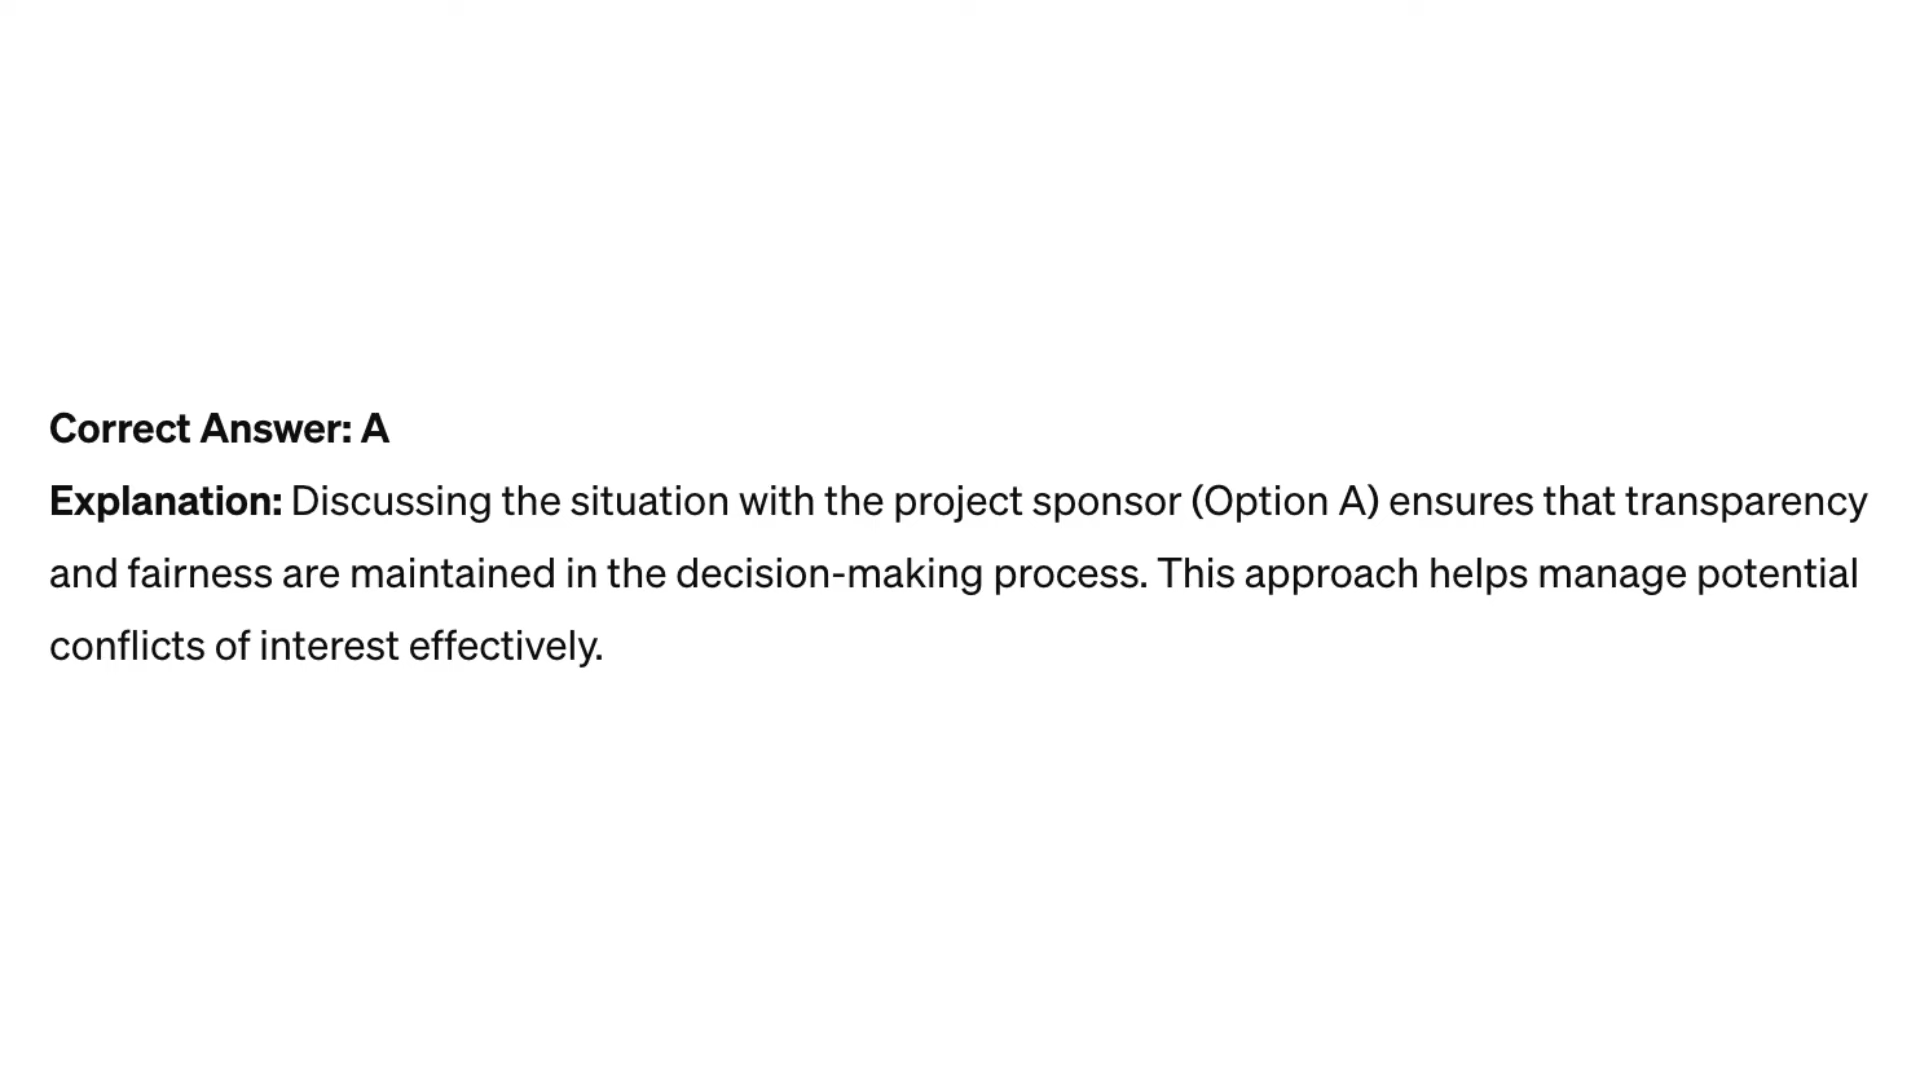 Correct Answer: A
Explanation: Discussing the situation with the project sponsor (Option A) ensures that transparency
and fairness are maintained in the decision-making process. This approach helps manage potential
conflicts of interest effectively.